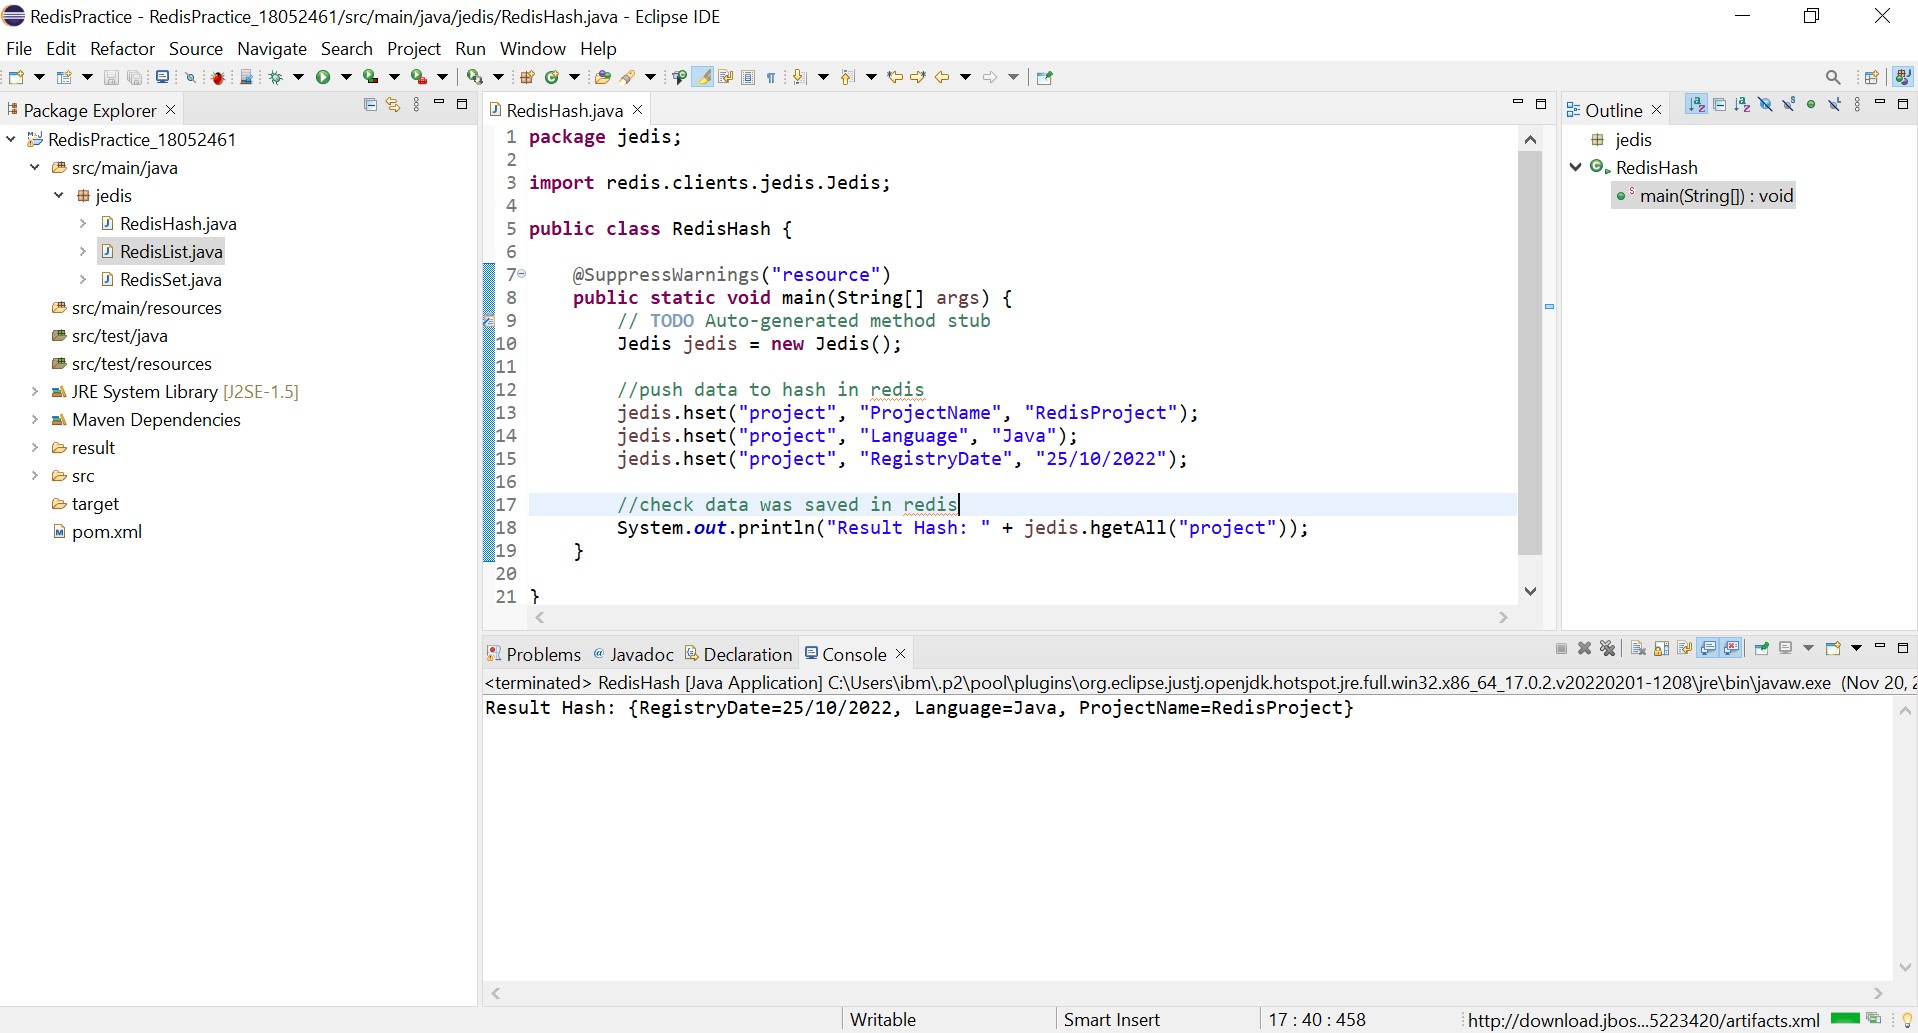 RedisPractice - RedisPractice_18052461/src/main/java/jedis/RedisHash.java - Eclipse IDE
File Edit Refactor Source Navigate Search Project Run Window Help
Package Explorer
RedisPractice_18052461
src/main/java
jedis
RedisHash.java
RedisList.java
RedisSet.java
src/main/resources
src/test/java
src/test/resources
JRE System Library [J2SE-1.5]
Maven Dependencies
result
src
target
pom.xml
RedisHash.java
1 package jedis;
2
3 import redis.clients.jedis.Jedis;
4
5 public class RedisHash {
6
7 @SuppressWarnings("resource")
8 public static void main(String[] args) {
9 // TODO Auto-generated method stub
10 Jedis jedis = new Jedis();
11
12 //push data to hash in redis
13 jedis.hset("project", "ProjectName", "RedisProject");
14 jedis.hset("project", "Language", "Java");
15 jedis.hset("project", "RegistryDate", "25/10/2022");
16
17 //check data was saved in redis
18 System.out.println("Result Hash: " + jedis.hgetAll("project"));
19 }
20
21 }
Outline
jedis
RedisHash
main(String[]) : void
Problems Javadoc Declaration Console
<terminated> RedisHash [Java Application] C:\Users\ibm\.p2\pool\plugins\org.eclipse.justj.openjdk.hotspot.jre.full.win32.x86_64_17.0.2.v20220201-1208\jre\bin\javaw.exe (Nov 20, 2
Result Hash: {RegistryDate=25/10/2022, Language=Java, ProjectName=RedisProject}
Writable Smart Insert 17 : 40 : 458 http://download.jbos...5223420/artifacts.xml